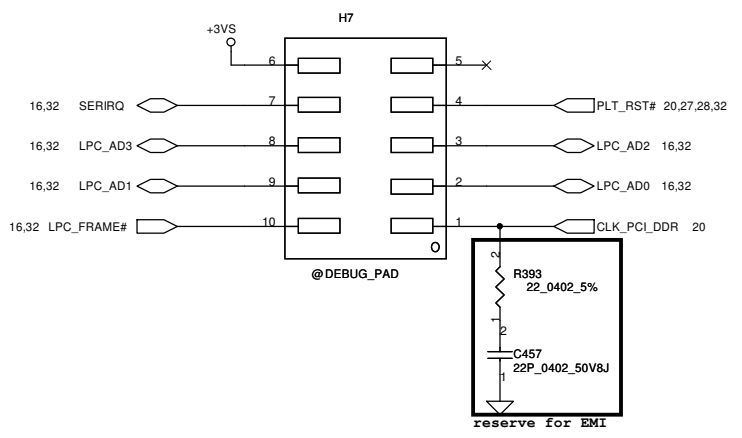 H7
+3VS
6 5
16,32 SERIRQ 7 4 PLT_RST# 20,27,28,32
16,32 LPC_AD3 8 3 LPC_AD2 16,32
16,32 LPC_AD1 9 2 LPC_AD0 16,32
16,32 LPC_FRAME# 10 1 CLK_PCI_DDR 20
@DEBUG_PAD
2
R393
22_0402_5%
1
2
C457
22P_0402_50V8J
1
reserve for EMI